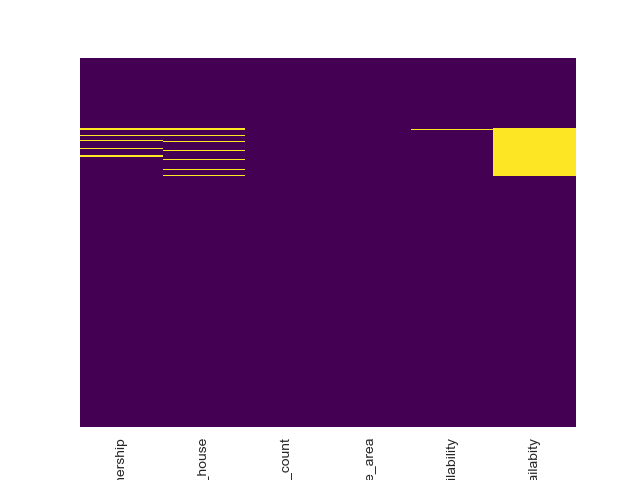 nership
_house
_count
e_area
ilability
ailabity